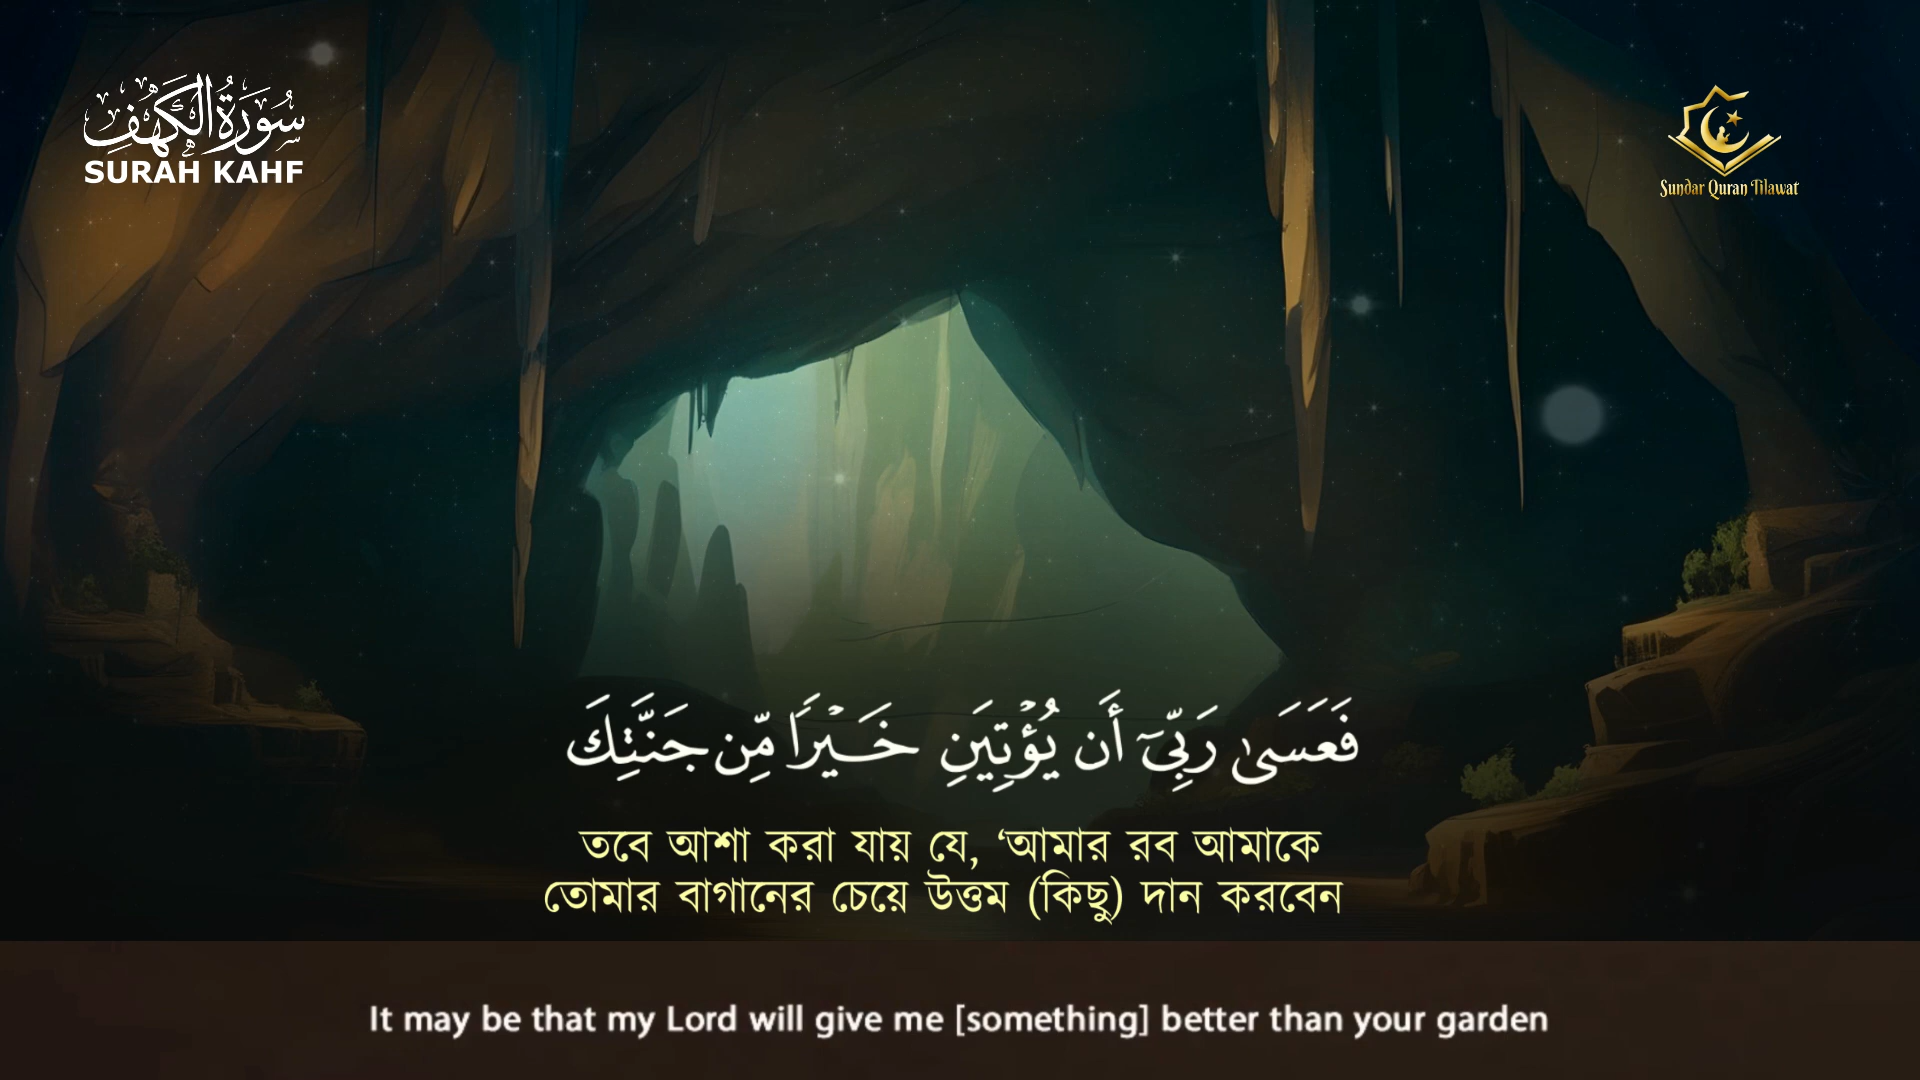 سُورَةُ الكَهْفِ
SURAH KAHF
Sundar Quran Tilawat
فَعَسَىٰ رَبِّىٓ أَن يُؤْتِيَنِ خَيْرًا مِّن جَنَّتِكَ
তবে আশা করা যায় যে, ‘আমার রব আমাকে
তোমার বাগানের চেয়ে উত্তম (কিছু) দান করবেন
It may be that my Lord will give me [something] better than your garden